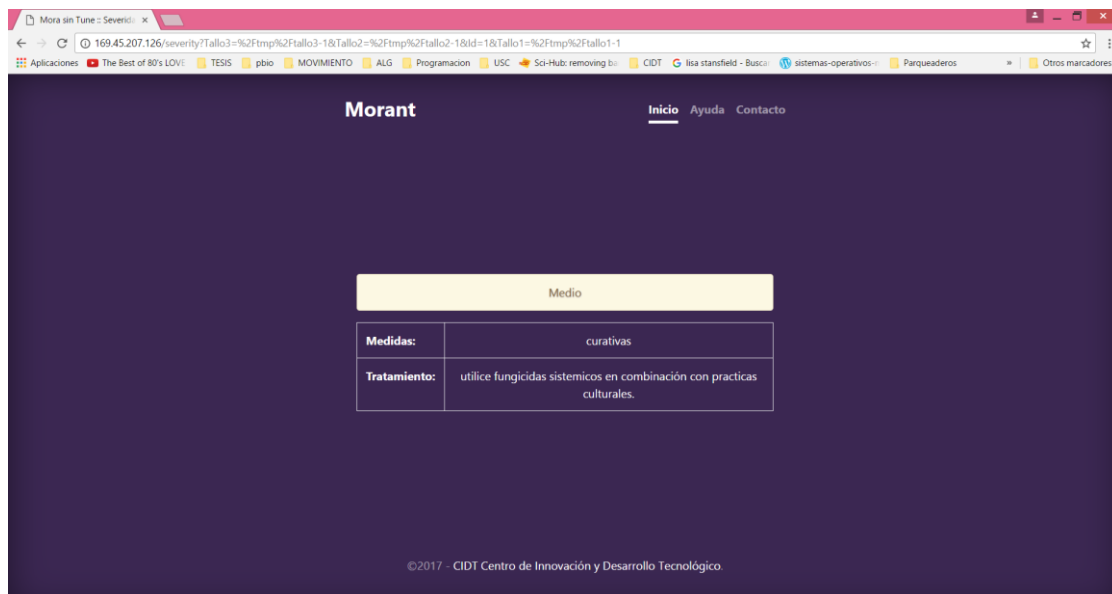 Mora sin Tune :: Severida
169.45.207.126/severity?Tallo3=%2Ftmp%2Ftallo3-1&Tallo2=%2Ftmp%2Ftallo2-1&Id=1&Tallo1=%2Ftmp%2Ftallo1-1
Aplicaciones The Best of 80's LOVE TESIS pbio MOVIMIENTO ALG Programacion USC Sci-Hub: removing ba CIDT lisa stansfield - Busca sistemas-operativos- Parqueaderos » Otros marcadores
Morant Inicio Ayuda Contacto
Medio
Medidas: curativas
Tratamiento: utilice fungicidas sistemicos en combinación con practicas
culturales.
©2017 - CIDT Centro de Innovación y Desarrollo Tecnológico.